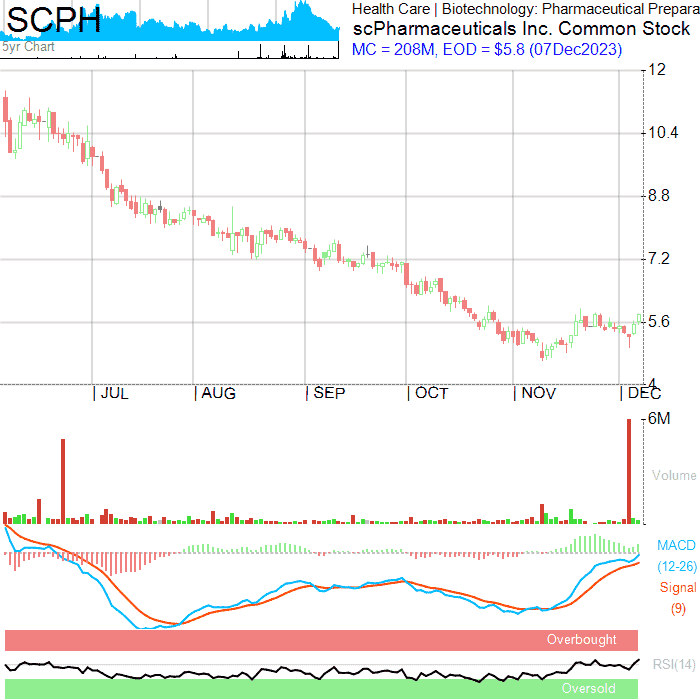 SCPH
5yr Chart
Health Care | Biotechnology: Pharmaceutical Prepara
scPharmaceuticals Inc. Common Stock
MC = 208M, EOD = $5.8 (07Dec2023)
12
10.4
8.8
7.2
5.6
4
JUL
AUG
SEP
OCT
NOV
DEC
6M
Volume
MACD
(12-26)
Signal
(9)
Overbought
RSI(14)
Oversold